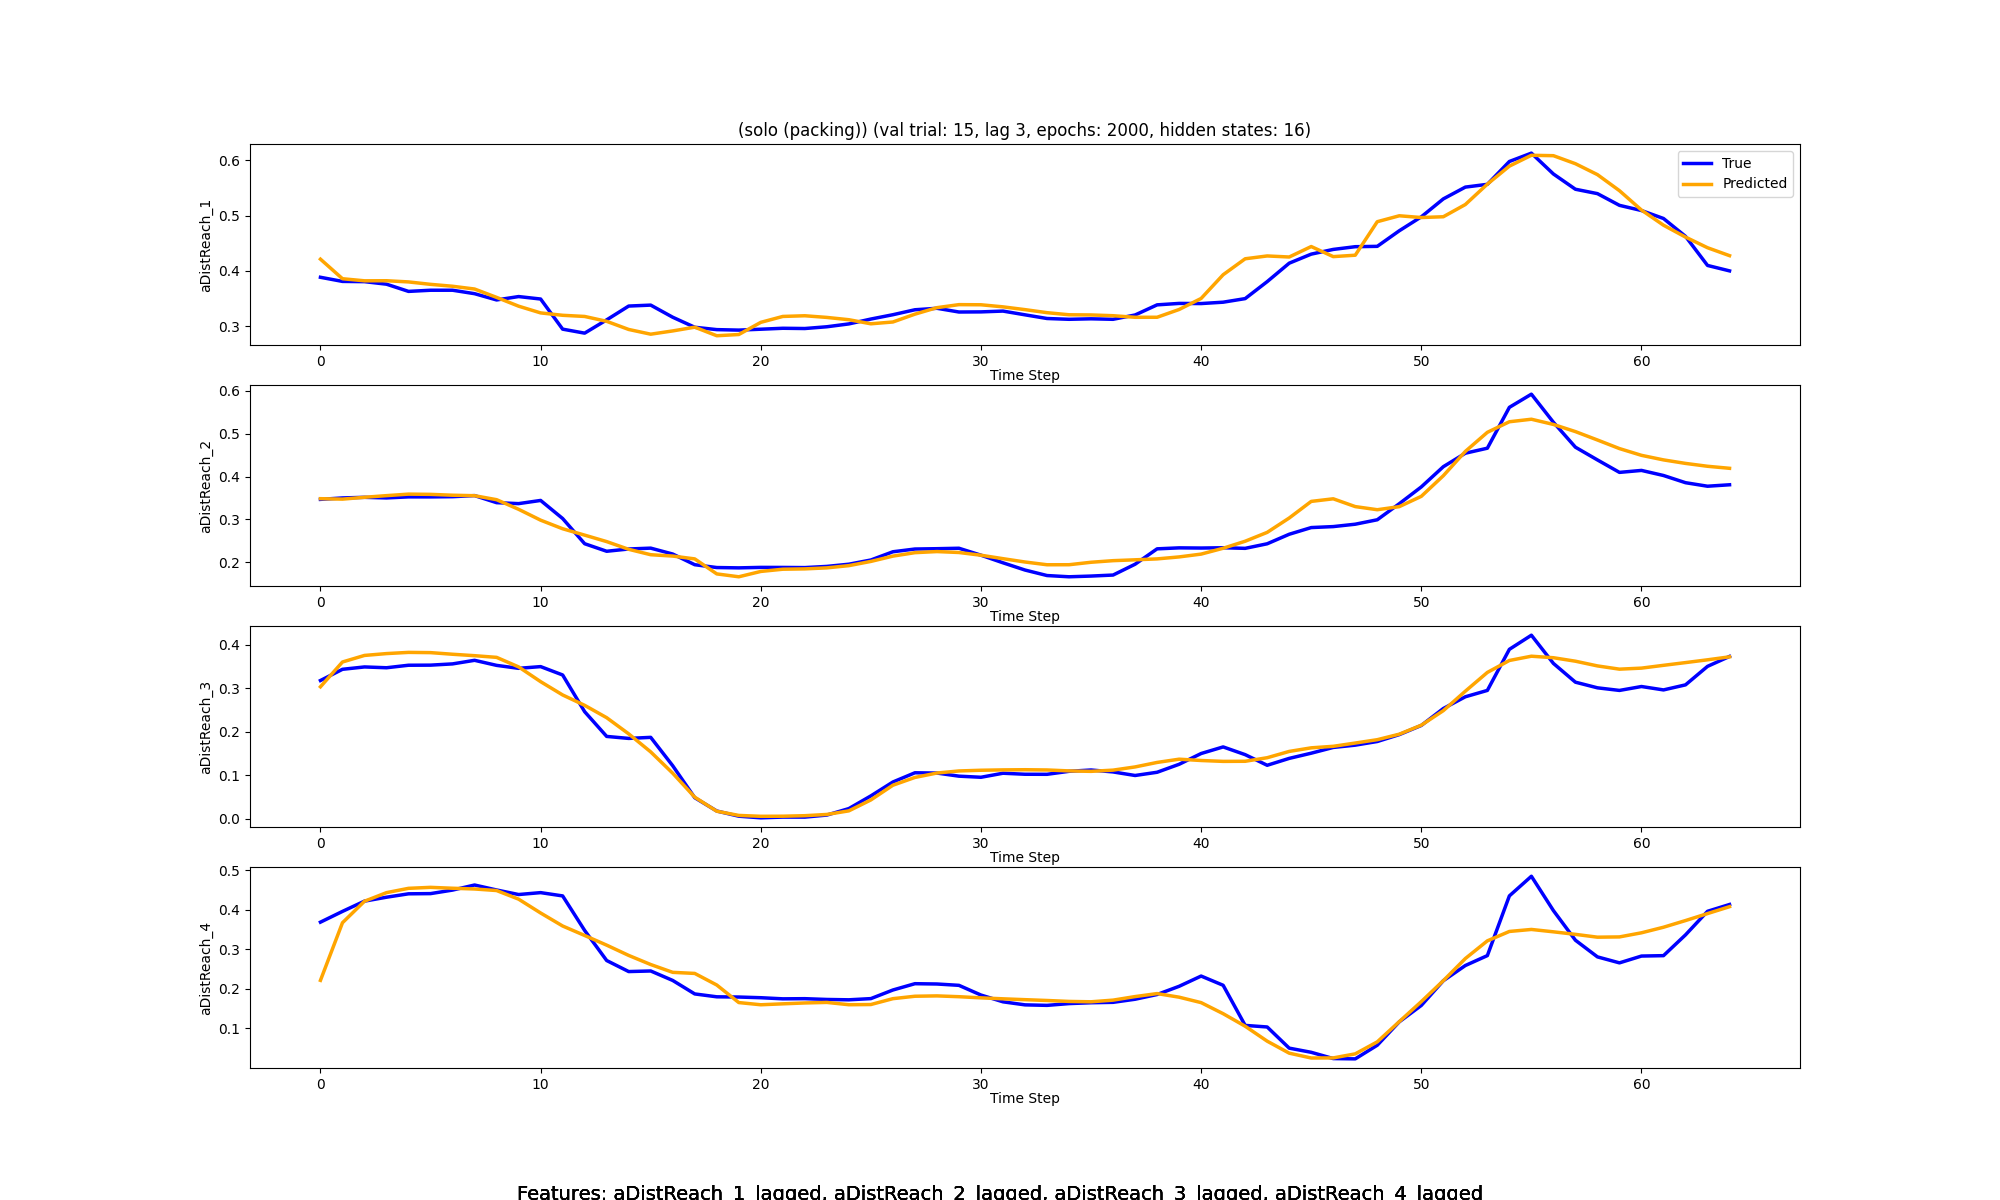 (solo (packing)) (val trial: 15, lag 3, epochs: 2000, hidden states: 16)
True
Predicted
aDistReach_1
0.6
0.5
0.4
0.3
0 10 20 30 40 50 60
Time Step
aDistReach_2
0.6
0.5
0.4
0.3
0.2
0 10 20 30 40 50 60
Time Step
aDistReach_3
0.4
0.3
0.2
0.1
0.0
0 10 20 30 40 50 60
Time Step
aDistReach_4
0.5
0.4
0.3
0.2
0.1
0 10 20 30 40 50 60
Time Step
Features: aDistReach_1_lagged, aDistReach_2_lagged, aDistReach_3_lagged, aDistReach_4_lagged